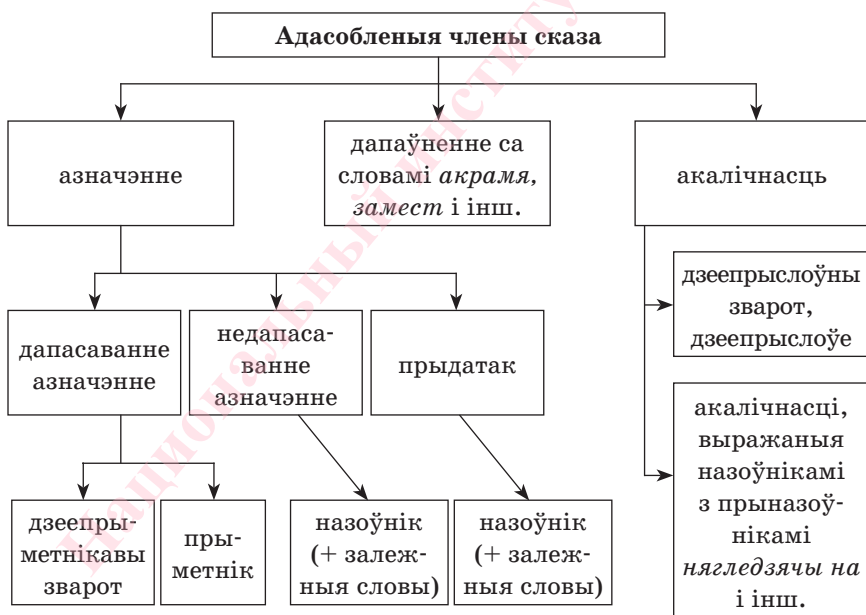 Адасобленыя члены сказа
азначэнне
дапаўненне са
словамі акрамя,
замест і інш.
акалічнасць
дапасаванне
азначэнне
недапаса-
ванне
азначэнне
прыдатак
дзеепрыслоўны
зварот,
дзеепрыслоўе
дзеепры-
метнікавы
зварот
пры-
метнік
назоўнік
(+ залеж-
ныя словы)
назоўнік
(+ залеж-
ныя словы)
акалічнасці,
выражаныя
назоўнікамі
з прыназоў-
нікамі
нягледзячы на
і інш.
Национальный институ